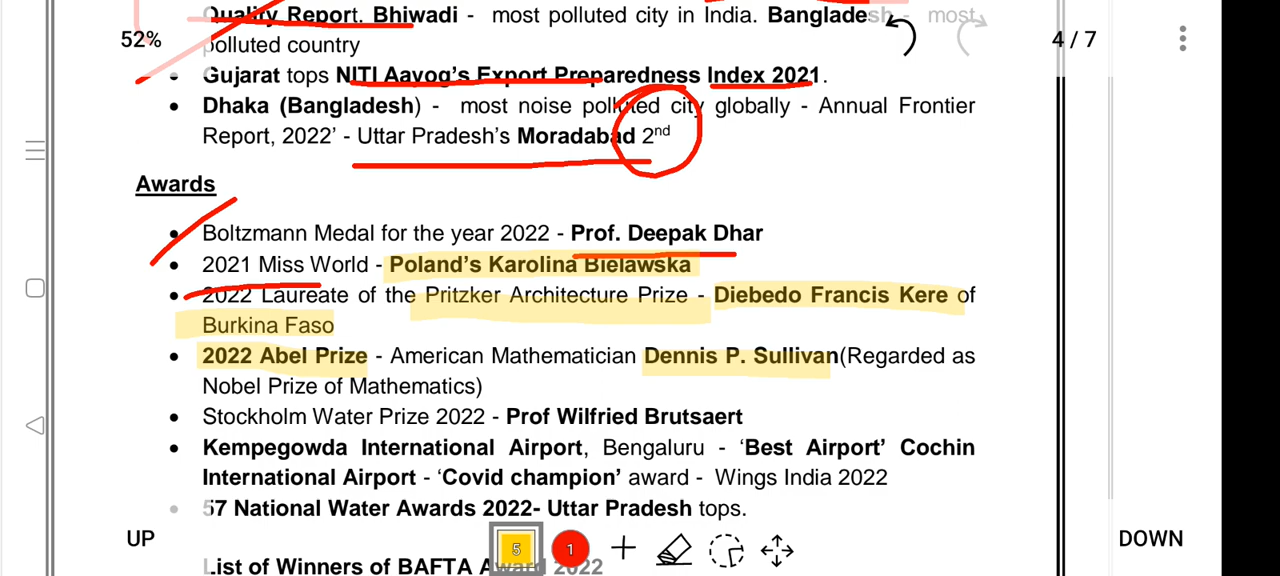 Quality Report. Bhiwadi - most polluted city in India. Bangladesh - most
52%
polluted country
4 / 7
• Gujarat tops NITI Aayog's Export Preparedness Index 2021.
• Dhaka (Bangladesh) - most noise polluted city globally - Annual Frontier
Report, 2022' - Uttar Pradesh's Moradabad 2nd
Awards
• Boltzmann Medal for the year 2022 - Prof. Deepak Dhar
• 2021 Miss World - Poland's Karolina Bielawska
• 2022 Laureate of the Pritzker Architecture Prize - Diebedo Francis Kere of
Burkina Faso
• 2022 Abel Prize - American Mathematician Dennis P. Sullivan(Regarded as
Nobel Prize of Mathematics)
• Stockholm Water Prize 2022 - Prof Wilfried Brutsaert
• Kempegowda International Airport, Bengaluru - 'Best Airport' Cochin
International Airport - 'Covid champion' award - Wings India 2022
• 57 National Water Awards 2022- Uttar Pradesh tops.
UP
5
1
DOWN
List of Winners of BAFTA Award 2022